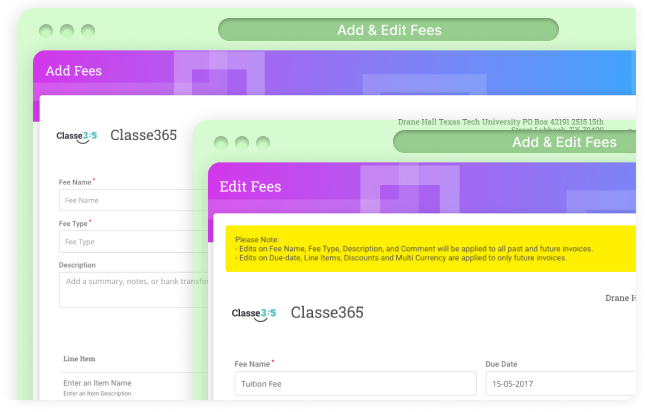 Add & Edit Fees
Add Fees
Drane Hall Texas Tech University PO Box 42191 2515 15th
Street Lubbock, TX 79409
Classe365
Classe365
Fee Name *
Fee Name
Fee Type *
Fee Type
Description
Add a summary, notes, or bank transfer
Line Item
Enter an Item Name
Enter an Item Description
Add & Edit Fees
Edit Fees
Please Note:
- Edits on Fee Name, Fee Type, Description, and Comment will be applied to all past and future invoices.
- Edits on Due-date, Line Items, Discounts and Multi Currency are applied to only future invoices.
Drane H
Classe365
Classe365
Fee Name *
Due Date
Tuition Fee
15-05-2017